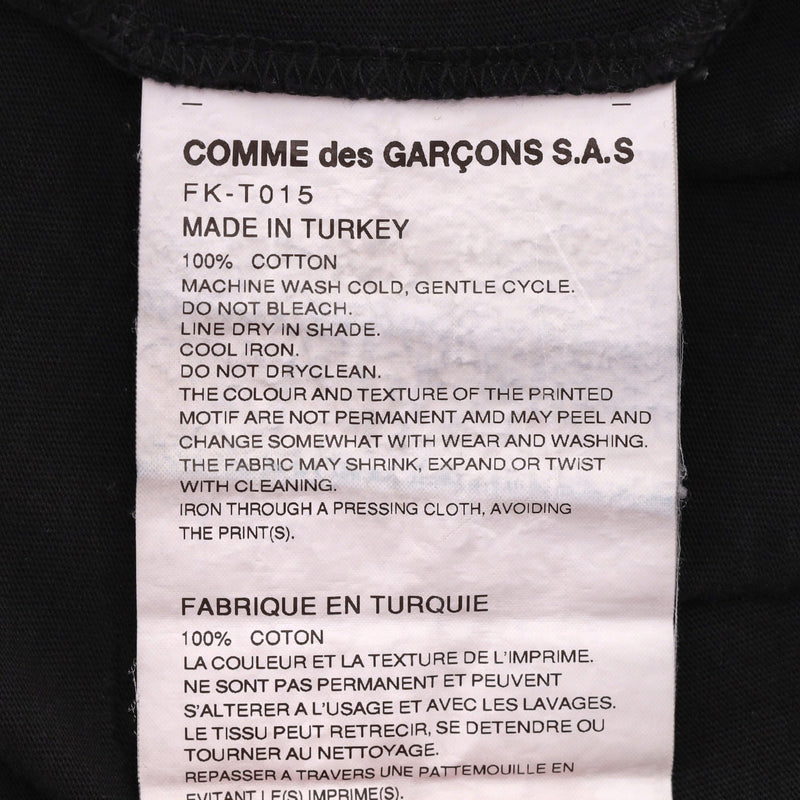 COMME des GARÇONS S.A.S
FK-T015
MADE IN TURKEY
100% COTTON
MACHINE WASH COLD, GENTLE CYCLE.
DO NOT BLEACH.
LINE DRY IN SHADE.
COOL IRON.
DO NOT DRYCLEAN.
THE COLOUR AND TEXTURE OF THE PRINTED
MOTIF ARE NOT PERMANENT AMD MAY PEEL AND
CHANGE SOMEWHAT WITH WEAR AND WASHING.
THE FABRIC MAY SHRINK, EXPAND OR TWIST
WITH CLEANING.
IRON THROUGH A PRESSING CLOTH, AVOIDING
THE PRINT(S).
FABRIQUE EN TURQUIE
100% COTON
LA COULEUR ET LA TEXTURE DE L'IMPRIME.
NE SONT PAS PERMANENT ET PEUVENT
S'ALTERER A L'USAGE ET AVEC LES LAVAGES.
LE TISSU PEUT RETRECIR, SE DETENDRE OU
TOURNER AU NETTOYAGE.
REPASSER A TRAVERS UNE PATTEMOUILLE EN
EVITANT LE(S) IMPRIME(S).